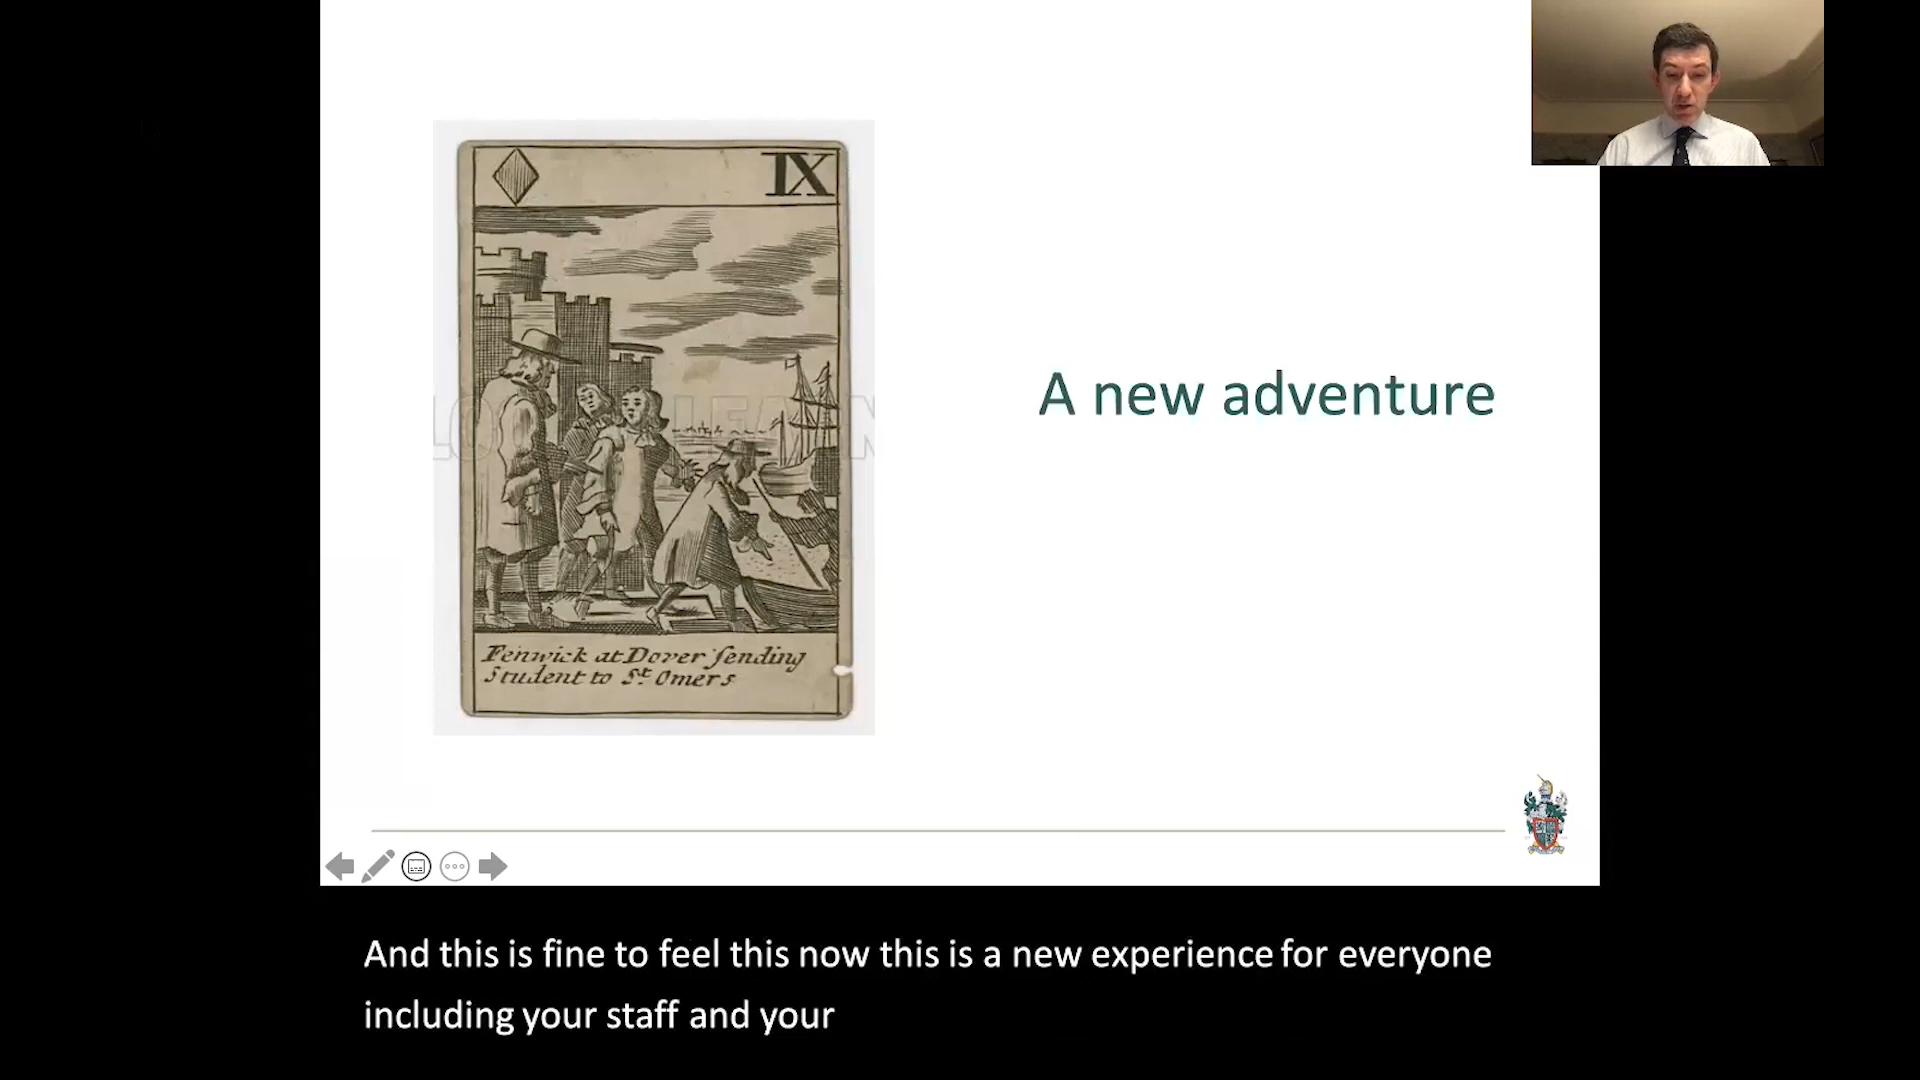 IX
A new adventure
Fenwick at Dover ſending
Student to St. Omers
And this is fine to feel this now this is a new experience for everyone
including your staff and your